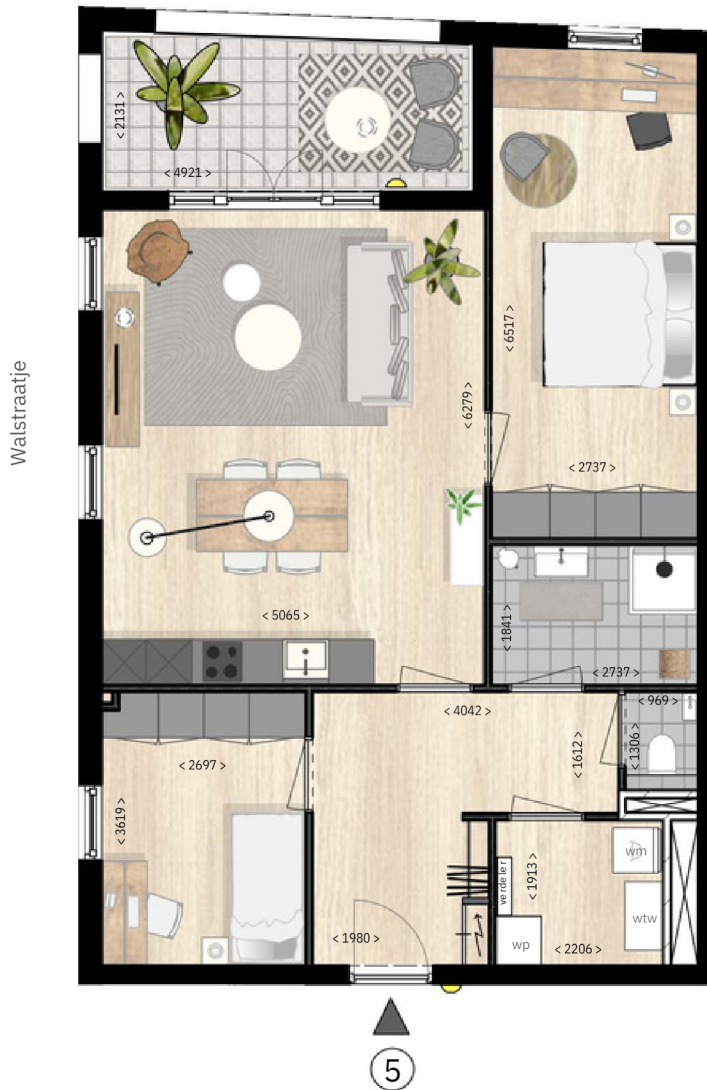 < 2131 >
< 4921 >
Walstraatje
< 6517 >
< 6279 >
< 2737 >
< 5065 >
< 1841 >
< 2737 >
< 4042 >
< 969 >
< 1306 >
< 1612 >
< 2697 >
< 3619 >
wm
verdeler
< 1913 >
wtw
< 1980 >
wp
< 2206 >
5